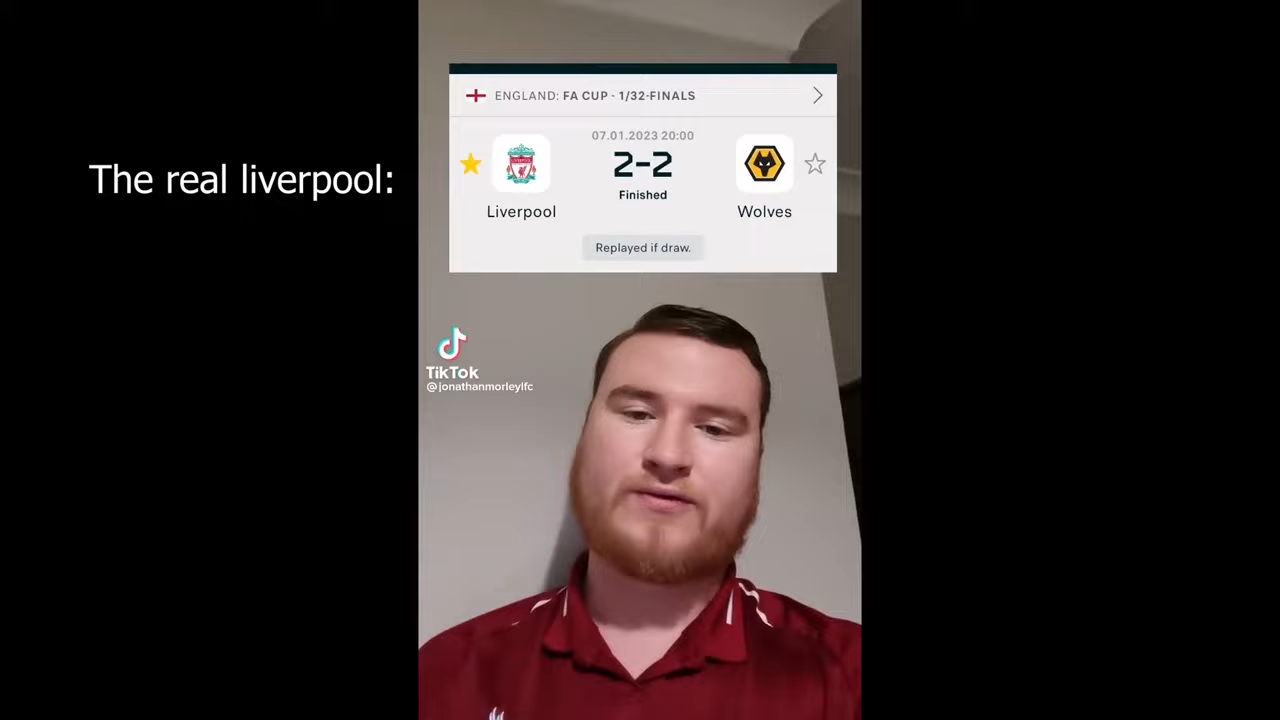 The real liverpool:
ENGLAND: FA CUP - 1/32-FINALS
07.01.2023 20:00
2-2
Finished
Liverpool
Wolves
Replayed if draw.
TikTok
@jonathanmorleylfc